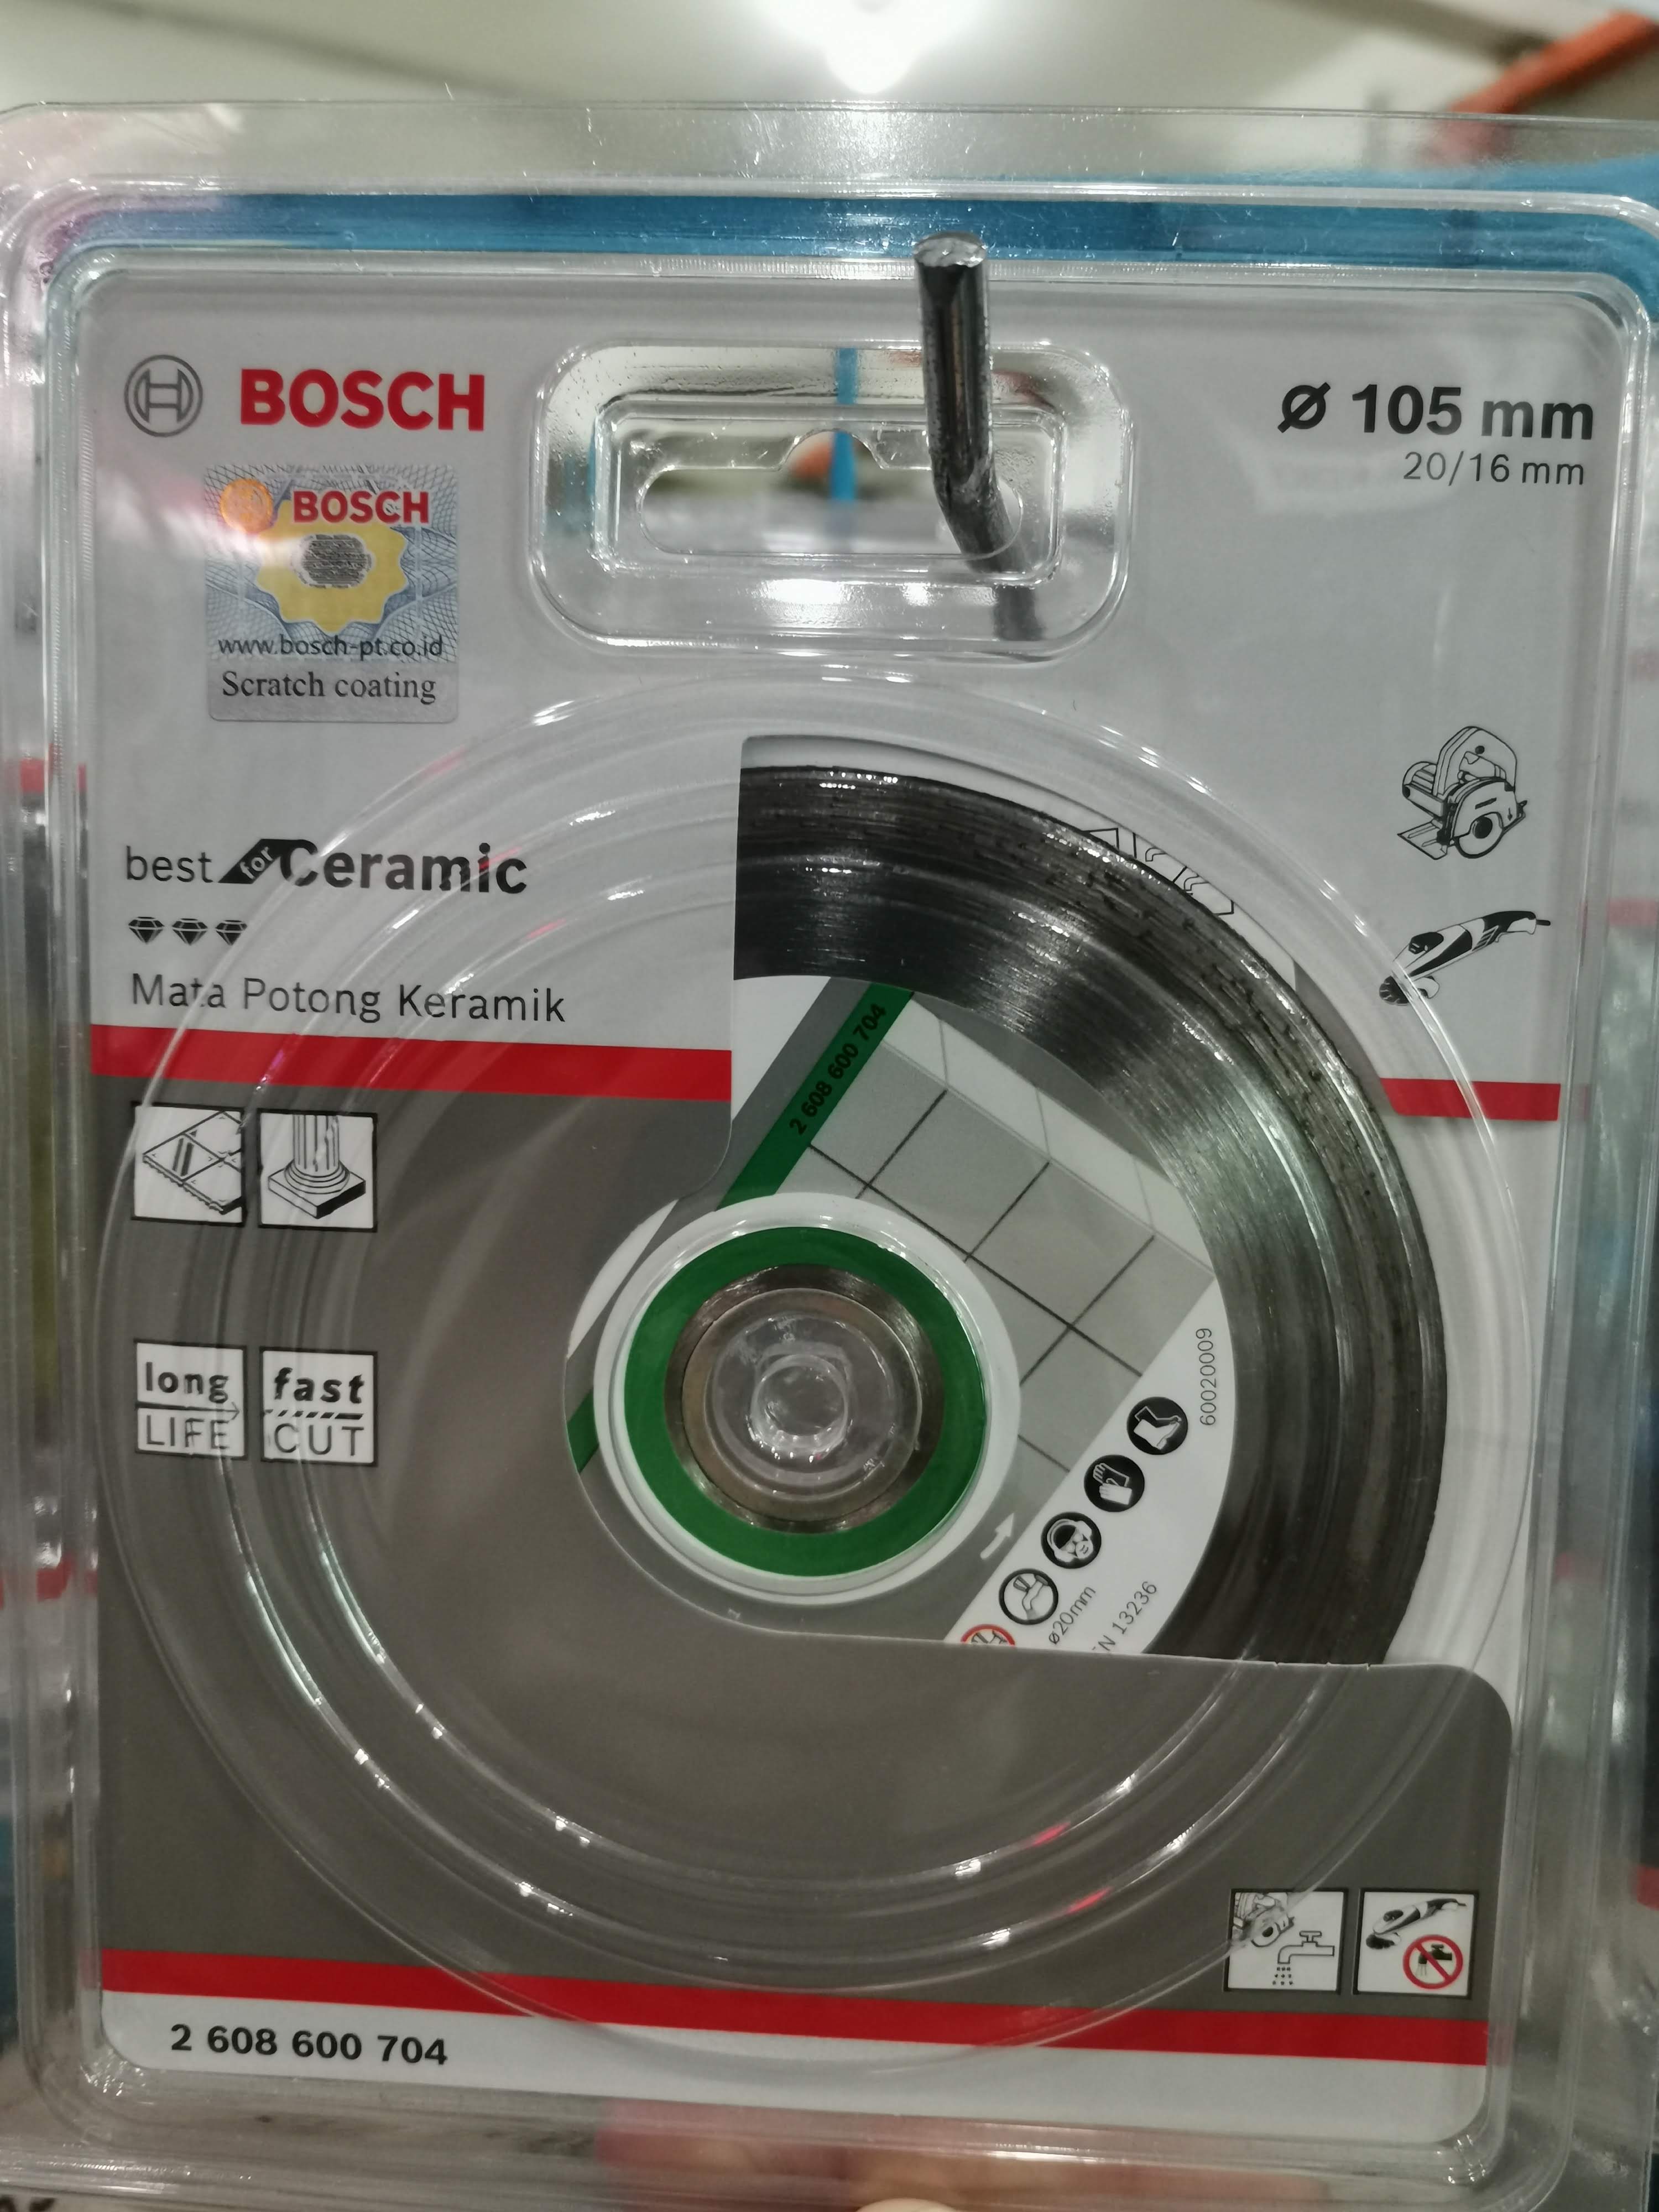 BOSCH
Ø 105 mm
20/16 mm
BOSCH
www.bosch-pt.co.id
Scratch coating
best for Ceramic
Mata Potong Keramik
2 608 600 704
long
LIFE
fast
CUT
60020009
ø20mm
13236
2 608 600 704